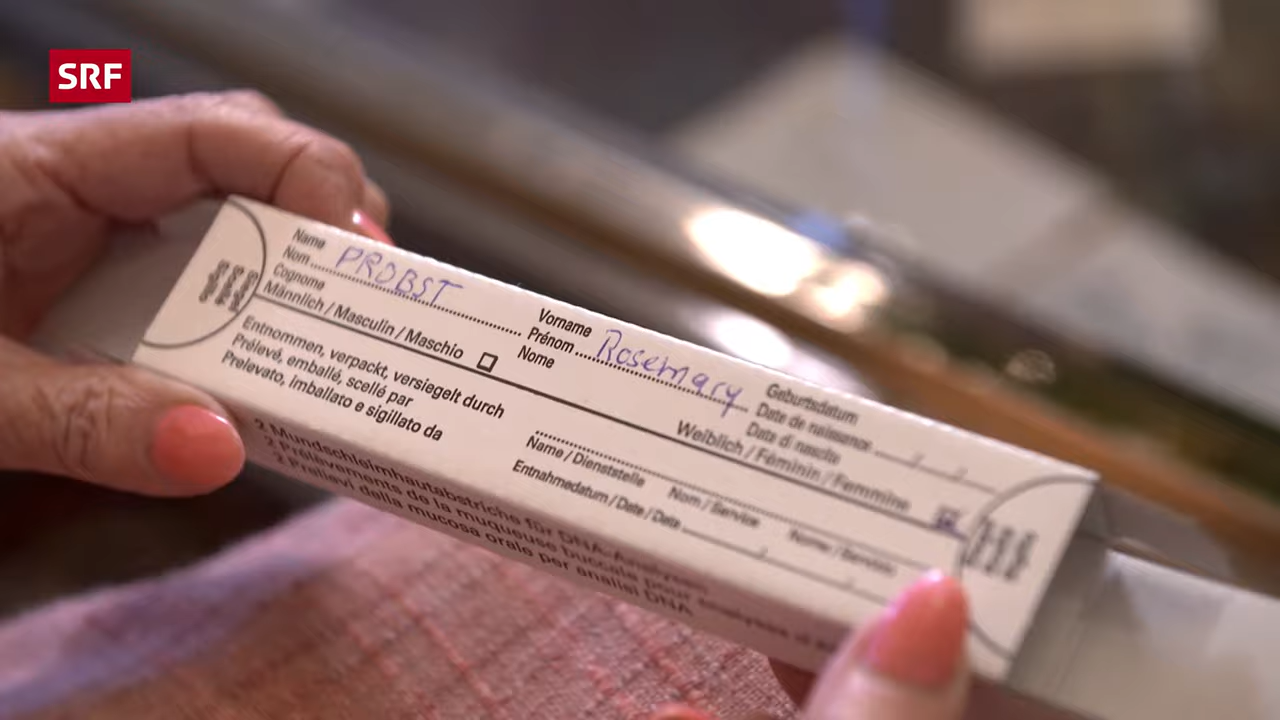 SRF
Name
Nom
Cognome
PROBST
Vorname
Prénom
Nome
Rosemary
Geburtsdatum
Date de naissance
Data di nascita
Männlich / Masculin / Maschio
Weiblich / Féminin / Femmine
Entnommen, verpackt, versiegelt durch
Prélevé, emballé, scellé par
Prelevato, imballato e sigillato da
Name / Dienststelle Nom / Service Nome / Servizio
Entnahmedatum / Date / Data
2 Mundschleimhautabstriche für DNA-Analysen
2 Prélèvements de la muqueuse buccale pour analyses
2 Prelievi della mucosa orale per analisi DNA